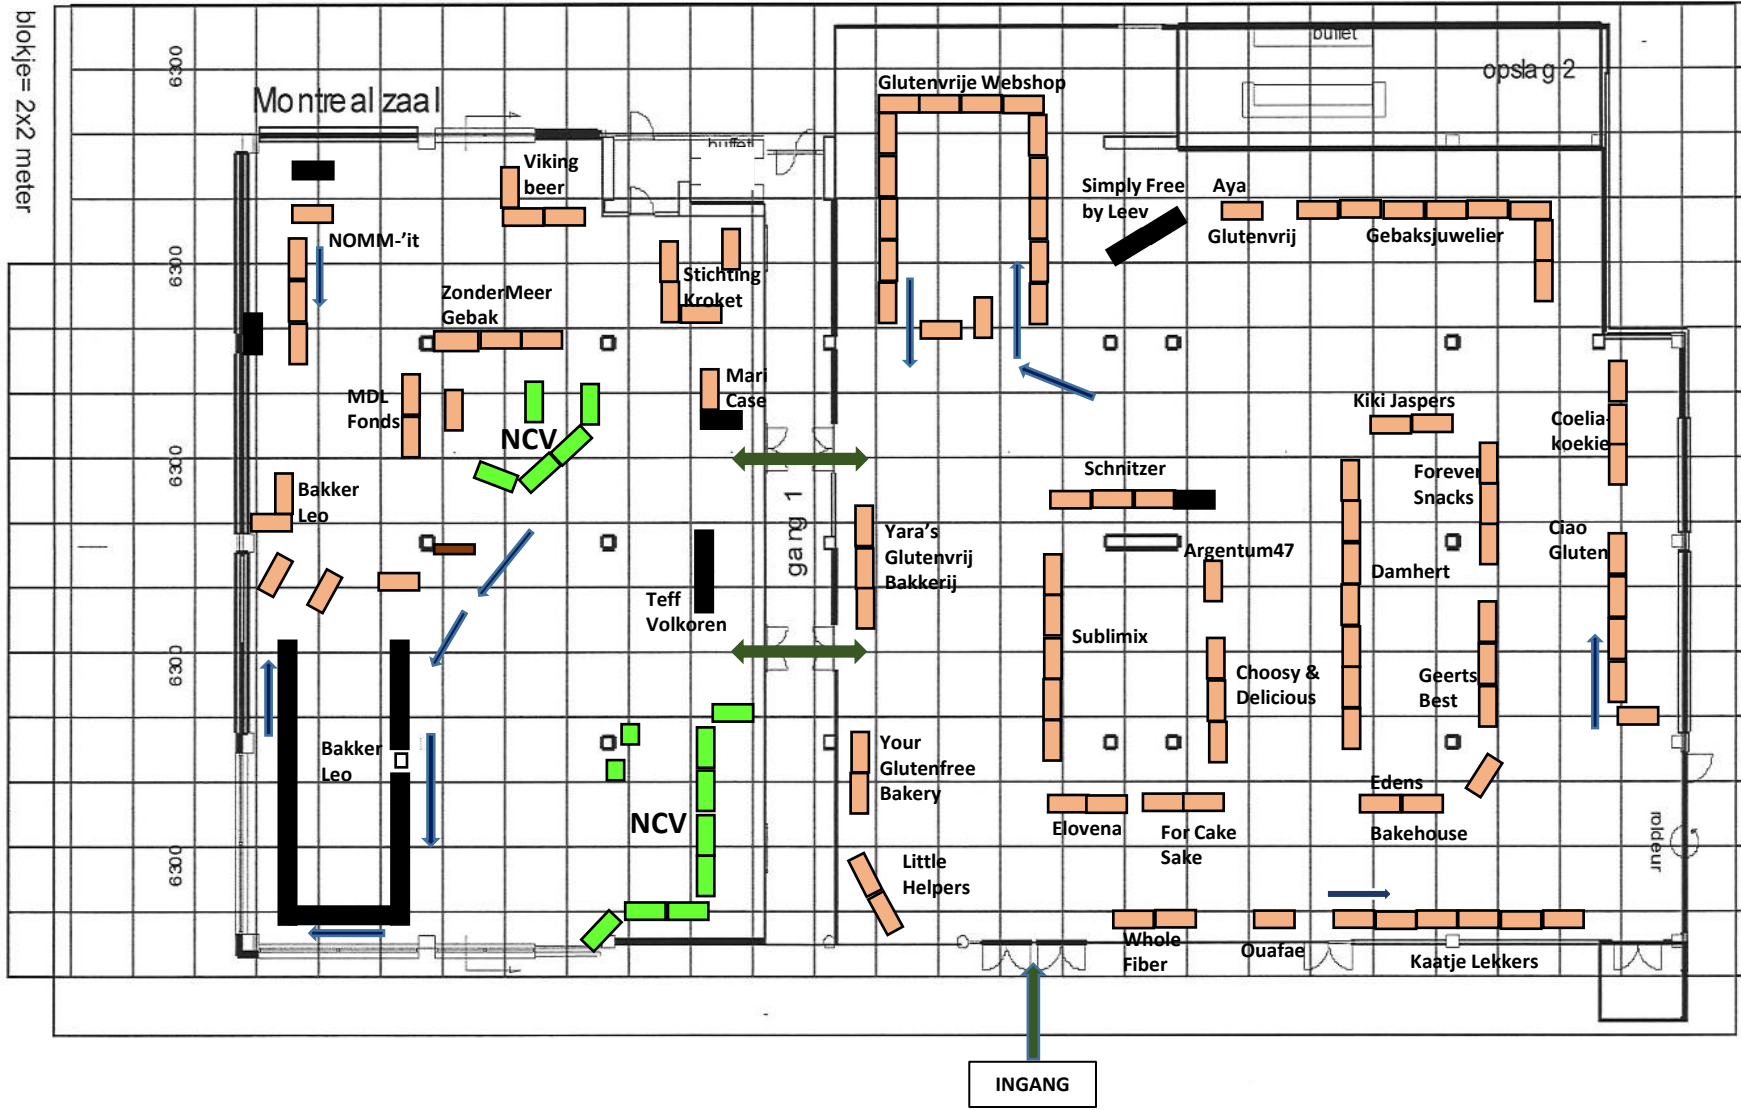 blokje= 2x2 meter
6300
6300
6300
6300
6300
Montrealzaal
buffet
Viking
beer
NOMM-'it
ZonderMeer
Gebak
Stichting
Kroket
MDL
Fonds
NCV
Mari
Case
Bakker
Leo
Teff
Volkoren
gang 1
Bakker
Leo
NCV
Glutenvrije Webshop
buffet
opslag 2
Simply Free
by Leev
Aya
Glutenvrij
Gebaksjuwelier
Kiki Jaspers
Coelia-
koekie
Schnitzer
Forever
Snacks
Yara's
Glutenvrij
Bakkerij
Argentum47
Damhert
Ciao
Gluten
Sublimix
Choosy &
Delicious
Geerts
Best
Your
Glutenfree
Bakery
Elovena
For Cake
Sake
Edens
Bakehouse
roldeur
Little
Helpers
Whole
Fiber
Ouafae
Kaatje Lekkers
INGANG